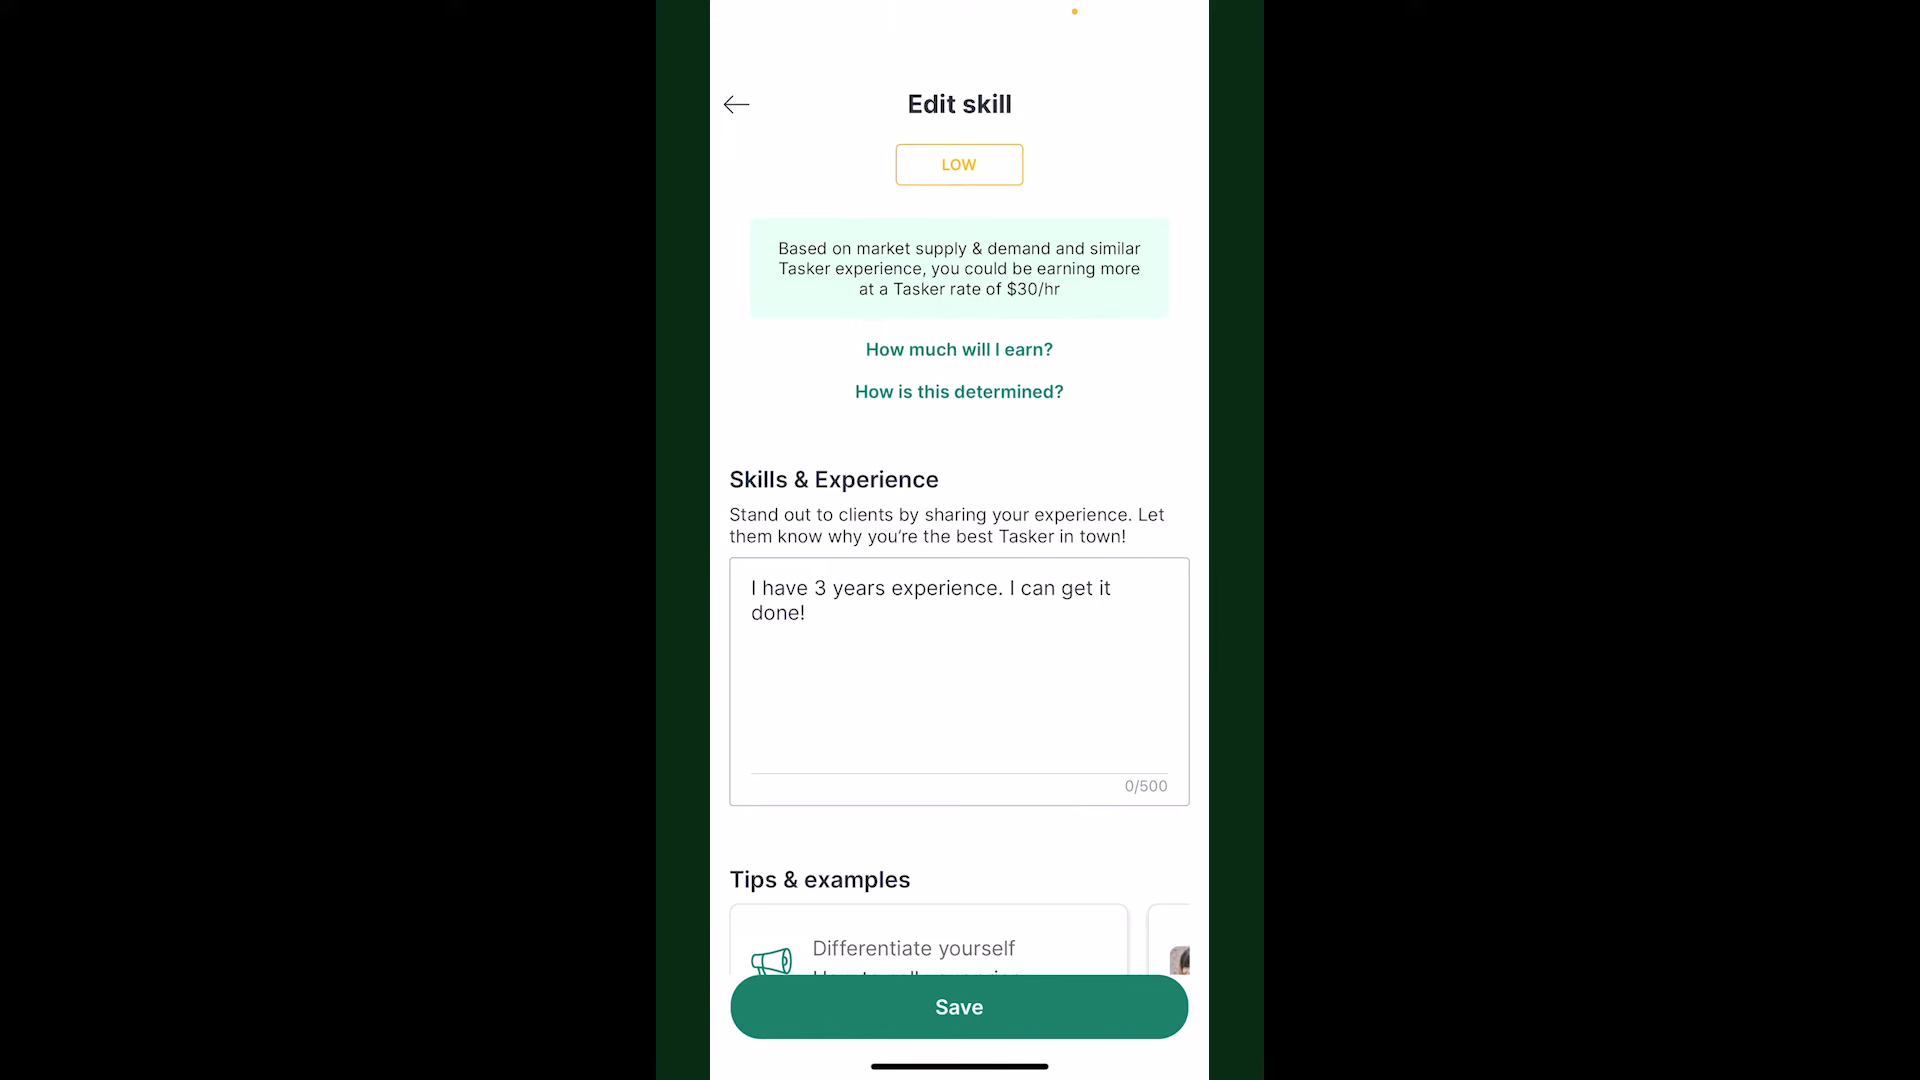 Edit skill
LOW
Based on market supply & demand and similar
Tasker experience, you could be earning more
at a Tasker rate of $30/hr
How much will I earn?
How is this determined?
Skills & Experience
Stand out to clients by sharing your experience. Let
them know why you’re the best Tasker in town!
I have 3 years experience. I can get it
done!
0/500
Tips & examples
Differentiate yourself
Save